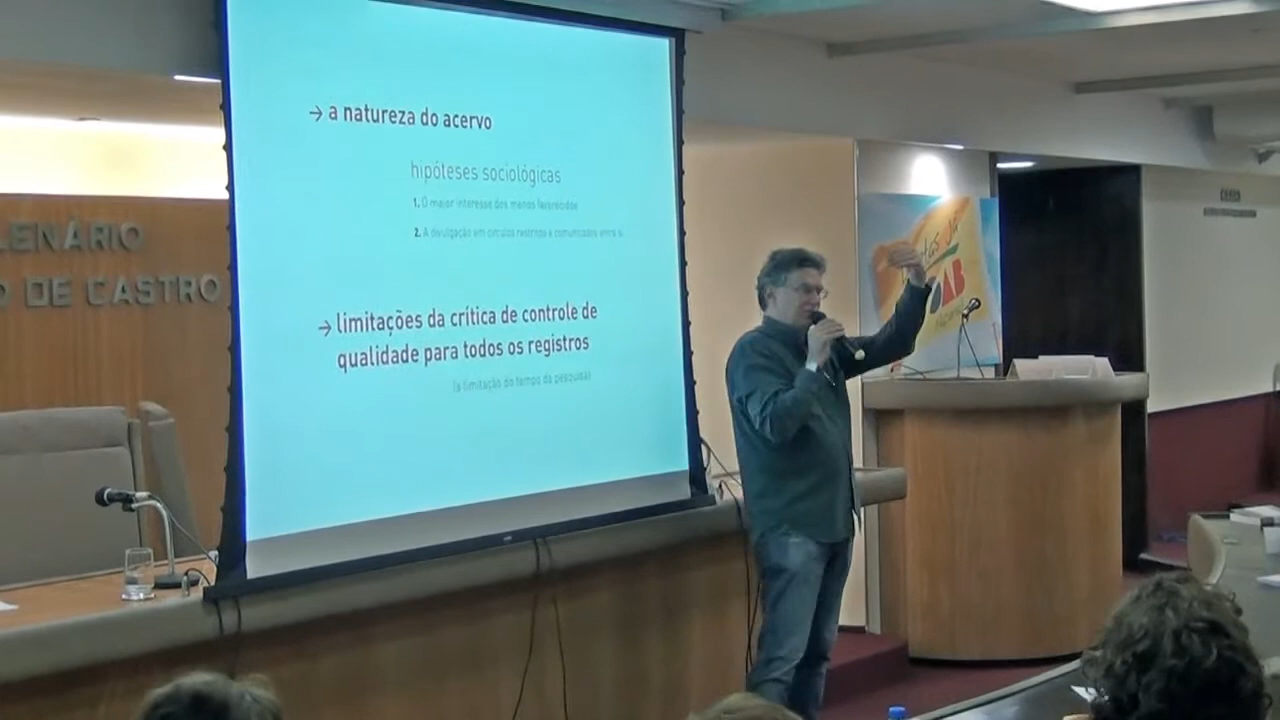 LENÁRIO
O DE CASTRO
→ a natureza do acervo
hipóteses sociológicas
1. O maior interesse dos menos favorecidos
2. A divulgação em círculos restritos e comunicados entre si
→ limitações da crítica de controle de
qualidade para todos os registros
(a limitação do tempo da pesquisa)
OAB